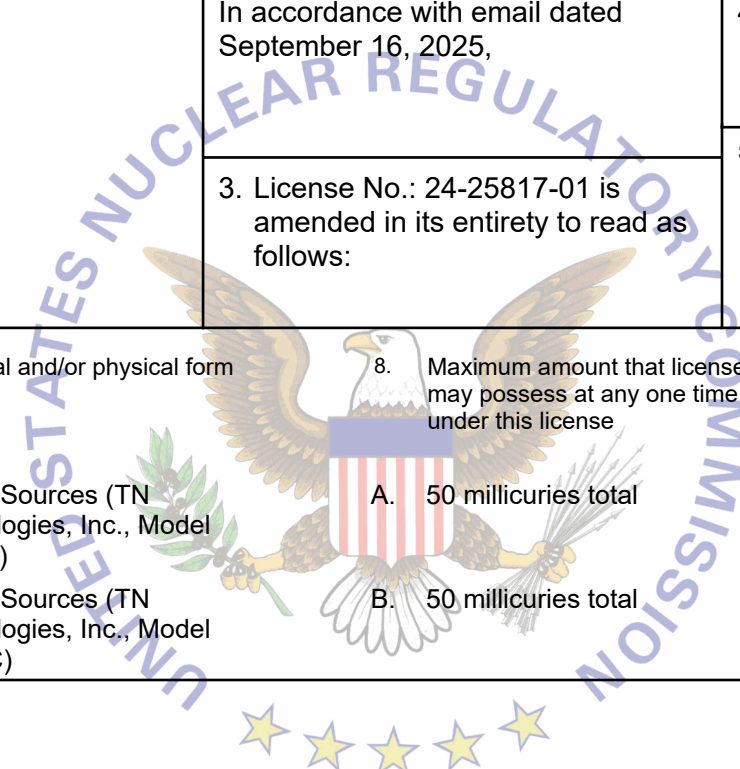 In accordance with email dated
September 16, 2025,
3. License No.: 24-25817-01 is
amended in its entirety to read as
follows:
al and/or physical form
8. Maximum amount that license
may possess at any one time
under this license
Sources (TN
logies, Inc., Model
)
A. 50 millicuries total
Sources (TN
logies, Inc., Model
C)
B. 50 millicuries total
UNITED STATES NUCLEAR REGULATORY COMMISSION